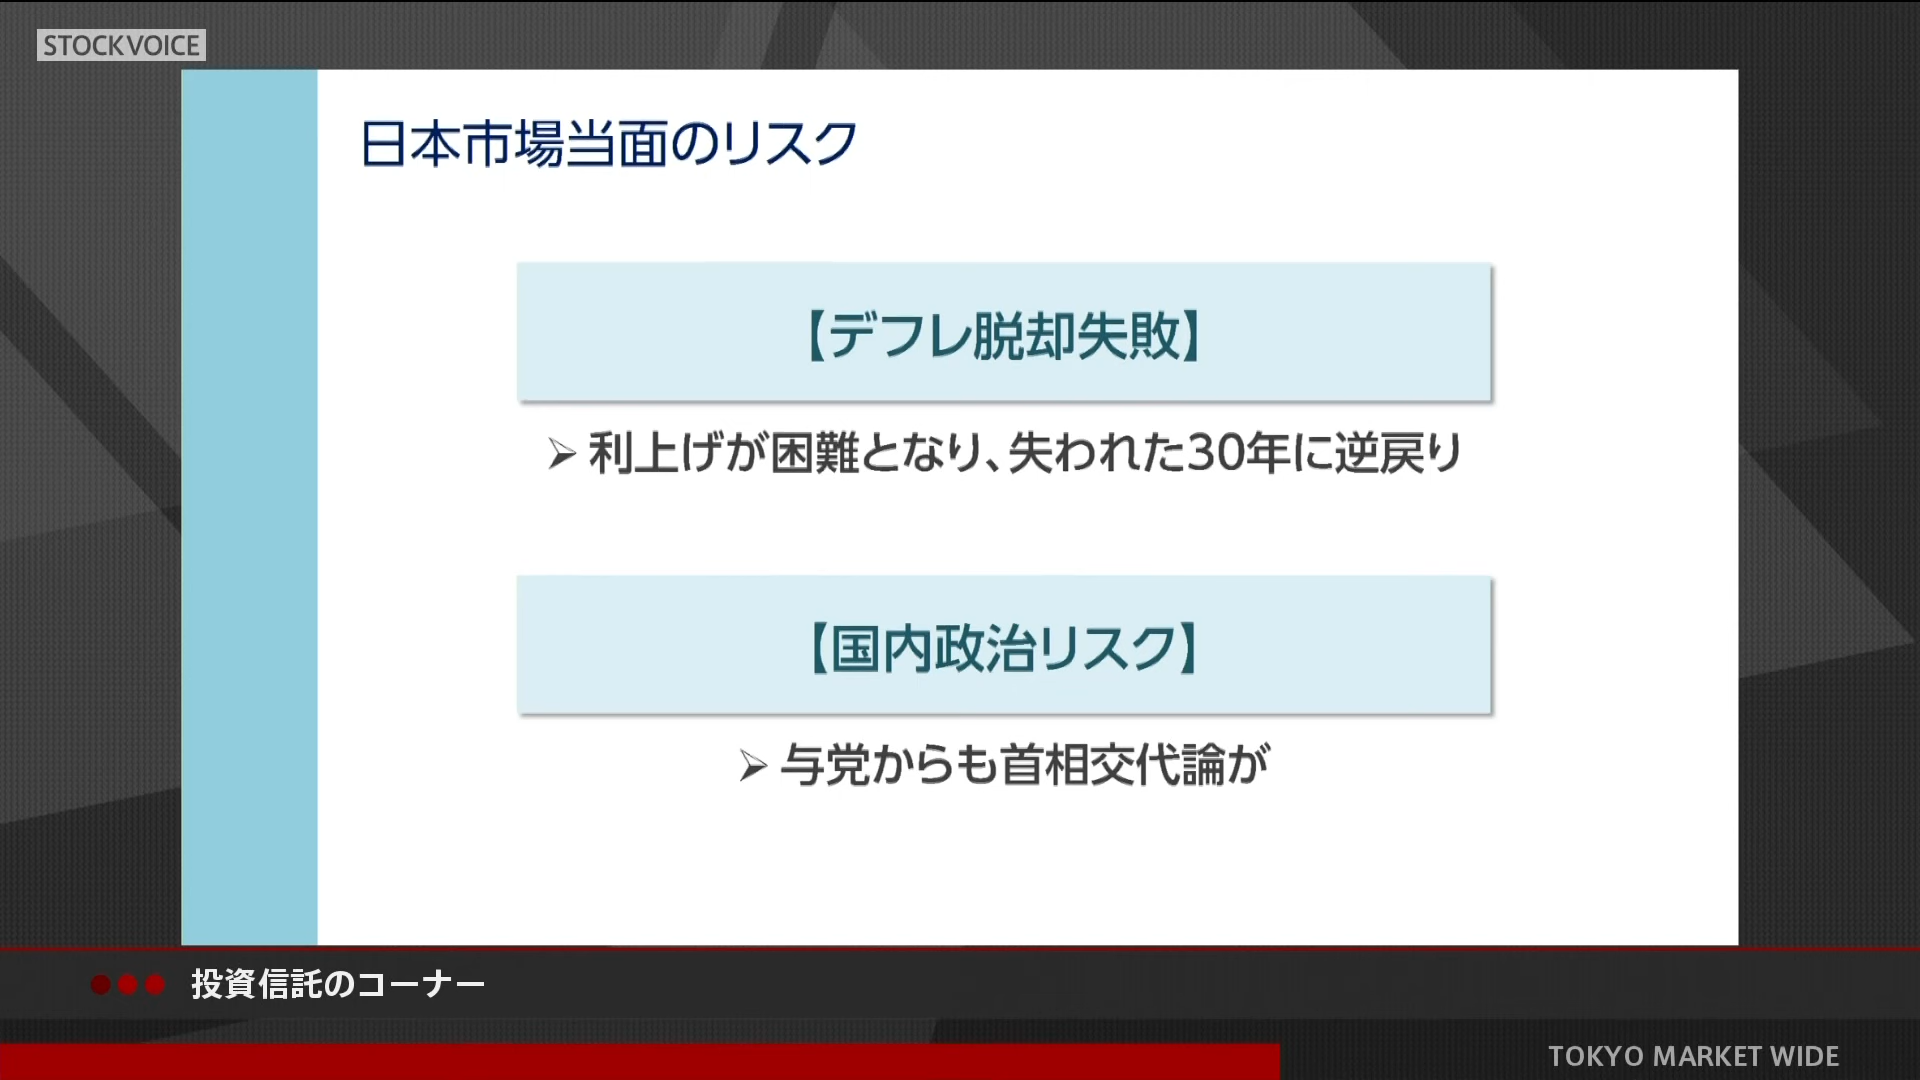 STOCKVOICE
日本市場当面のリスク
【デフレ脱却失敗】
➢ 利上げが困難となり、失われた30年に逆戻り
【国内政治リスク】
➢ 与党からも首相交代論が
投資信託のコーナー
TOKYO MARKET WIDE